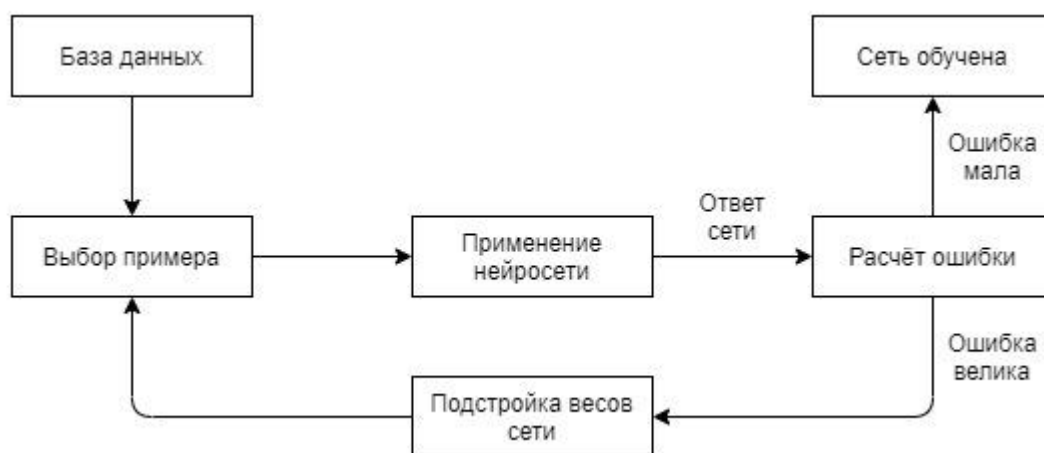 База данных
Сеть обучена
Ошибка
мала
Ответ
сети
Выбор примера
Применение
нейросети
Расчёт ошибки
Ошибка
велика
Подстройка весов
сети